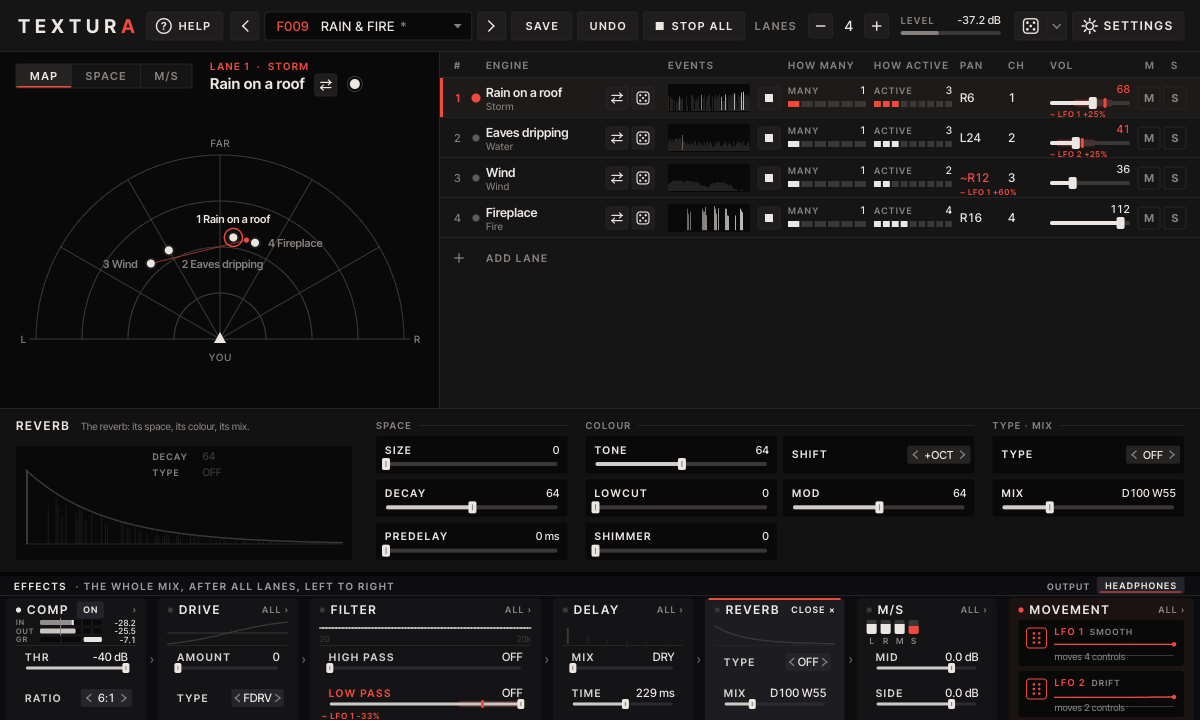 TEXTURA HELP F009 RAIN & FIRE * SAVE UNDO STOP ALL LANES 4 LEVEL -37.2 dB SETTINGS
MAP SPACE M/S
LANE 1 · STORM
Rain on a roof
FAR
1 Rain on a roof
4 Fireplace
3 Wind
2 Eaves dripping
L
R
YOU
# ENGINE EVENTS HOW MANY HOW ACTIVE PAN CH VOL M S
1 Rain on a roof MANY 1 ACTIVE 3 R6 1 68 M S
Storm
~ LFO 1 +25%
2 Eaves dripping MANY 1 ACTIVE 3 L24 2 41 M S
Water
~ LFO 2 +25%
3 Wind MANY 1 ACTIVE 2 ~R12 3 36 M S
Wind
~ LFO 1 +60%
4 Fireplace MANY 1 ACTIVE 4 R16 4 112 M S
Fire
+ ADD LANE
REVERB The reverb: its space, its colour, its mix.
DECAY 64
TYPE OFF
SPACE
SIZE 0
DECAY 64
PREDELAY 0 ms
COLOUR
TONE 64
SHIFT < +OCT >
LOWCUT 0
MOD 64
SHIMMER 0
TYPE · MIX
TYPE < OFF >
MIX D100 W55
EFFECTS · THE WHOLE MIX, AFTER ALL LANES, LEFT TO RIGHT
OUTPUT HEADPHONES
COMP ON ›
IN -28.2
OUT -25.5
GR -7.1
THR -40 dB
RATIO < 6:1 >
DRIVE ALL ›
AMOUNT 0
TYPE < FDRV >
FILTER ALL ›
20 20k
HIGH PASS OFF
LOW PASS OFF
~ LFO 1 -33%
DELAY ALL ›
MIX DRY
TIME 229 ms
REVERB CLOSE ×
TYPE < OFF >
MIX D100 W55
M/S ALL ›
L R M S
MID 0.0 dB
SIDE 0.0 dB
MOVEMENT ALL ›
LFO 1 SMOOTH
moves 4 controls
LFO 2 DRIFT
moves 2 controls